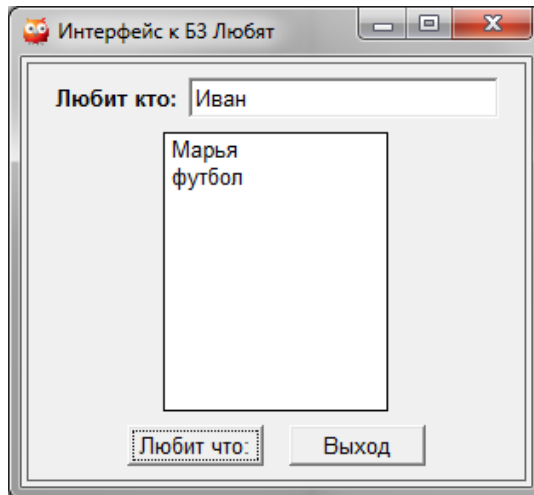 Интерфейс к БЗ Любят
Любит кто: Иван
Марья
футбол
Любит что: Выход